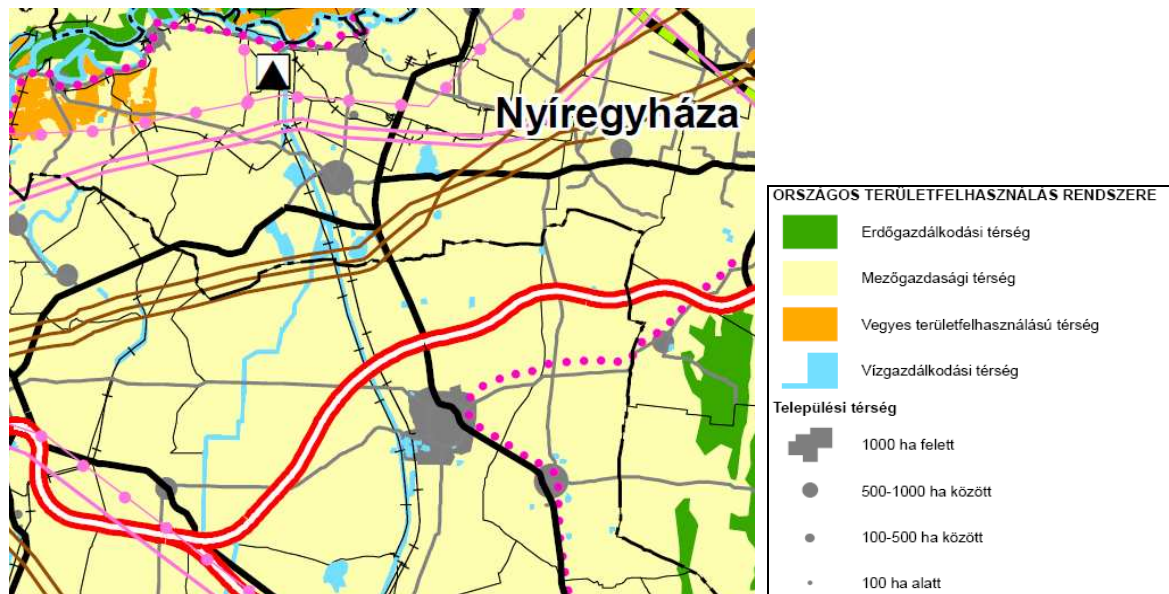 Nyíregyháza
ORSZÁGOS TERÜLETFELHASZNÁLÁS RENDSZERE
Erdőgazdálkodási térség
Mezőgazdasági térség
Vegyes területfelhasználású térség
Vízgazdálkodási térség
Települési térség
1000 ha felett
500-1000 ha között
100-500 ha között
100 ha alatt